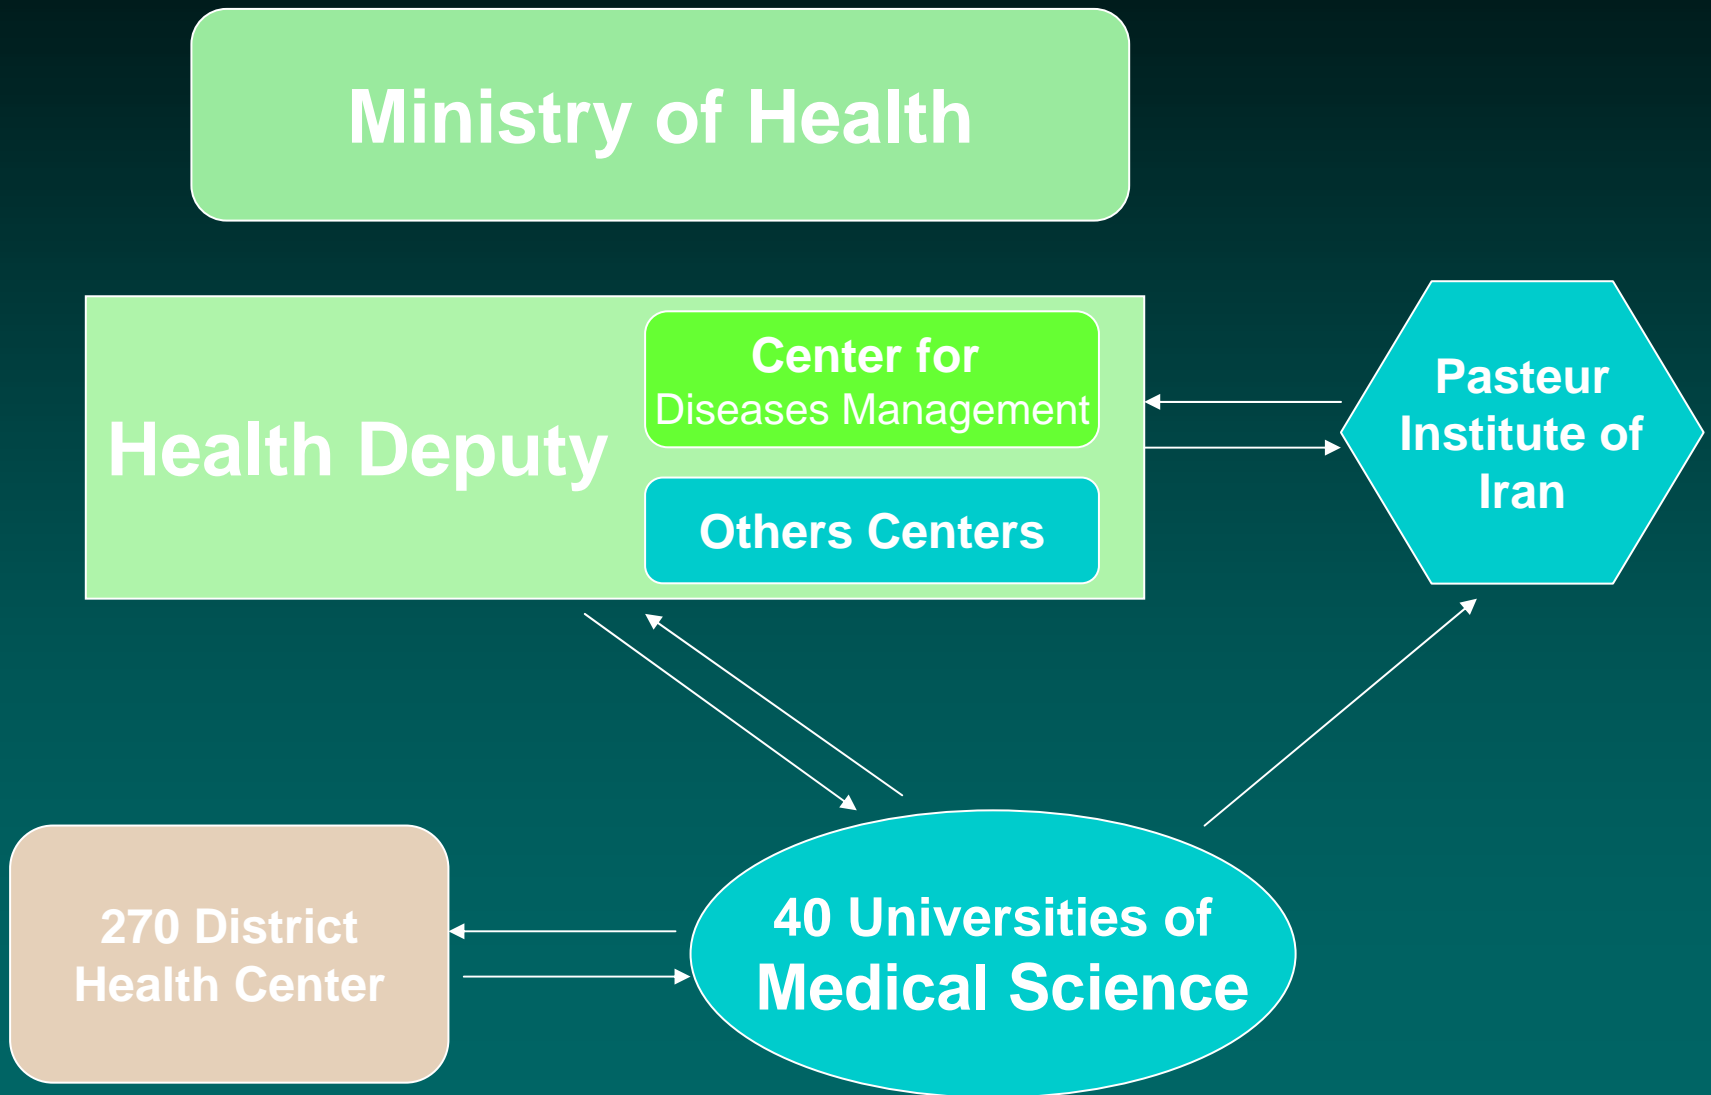 Ministry of Health
Health Deputy
Center for
Diseases Management
Others Centers
Pasteur
Institute of
Iran
270 District
Health Center
40 Universities of
Medical Science